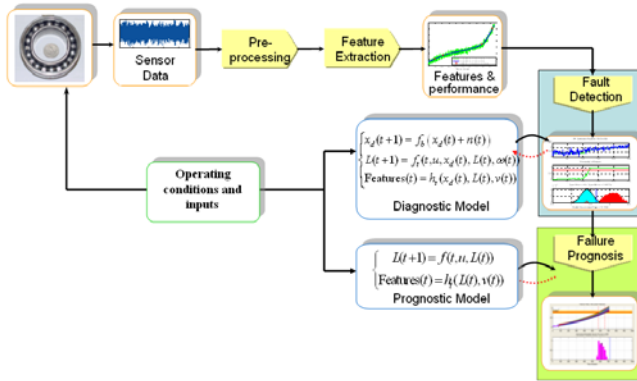 Sensor
Data
Pre-
processing
Feature
Extraction
Features &
performance
Fault
Detection
x_d(t+1) = f_b(x_d(t)+n(t))
L(t+1) = f_t(t,u,x_d(t),L(t),ω(t))
Features(t) = h_t(x_d(t),L(t),v(t))
Diagnostic Model
Operating
conditions and
inputs
L(t+1) = f(t,u,L(t))
Features(t)=h_t(L(t),v(t))
Prognostic Model
Failure
Prognosis